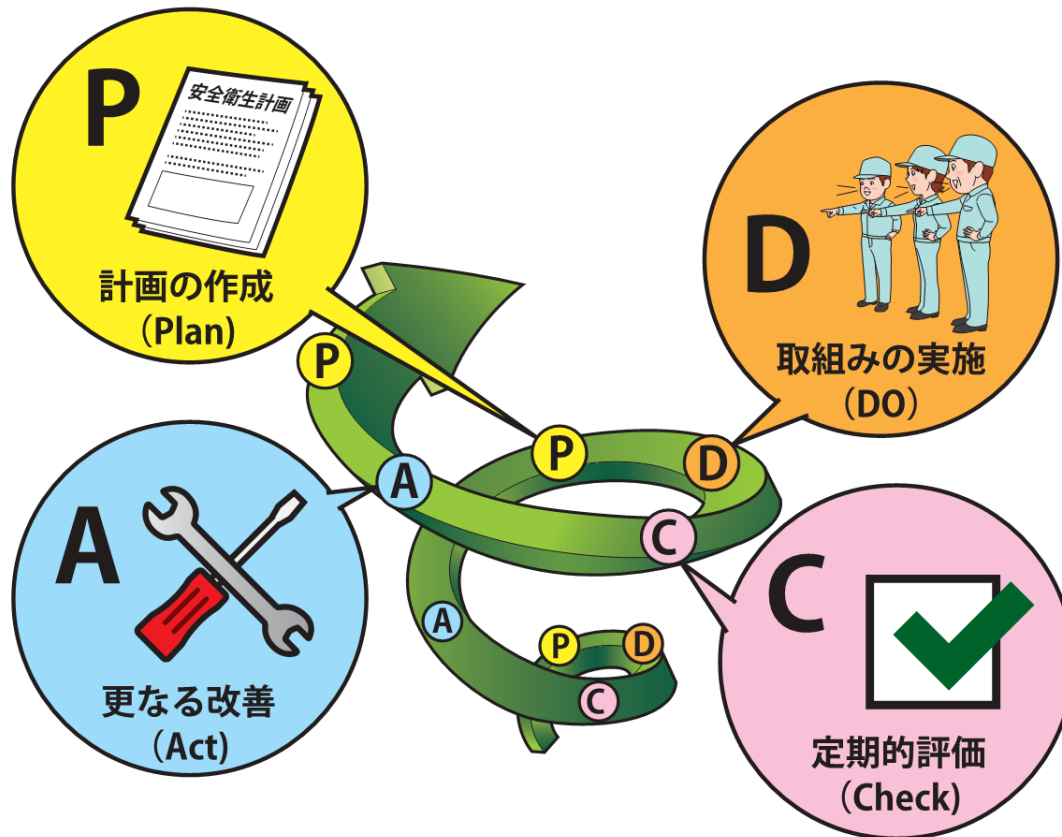 P
安全衛生計画
計画の作成
(Plan)
D
取組みの実施
(DO)
P
P
D
A
C
A
更なる改善
(Act)
A
P
D
C
C
定期的評価
(Check)